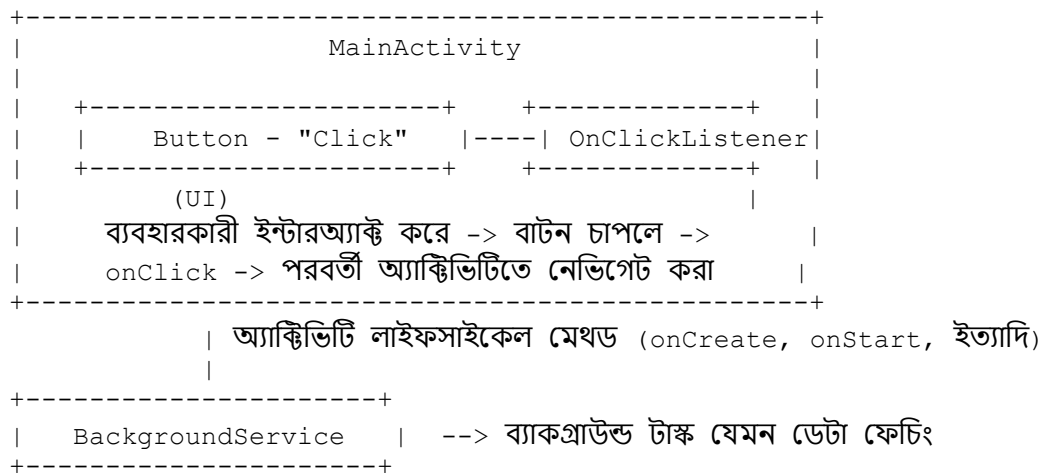 +------------------------------------------------+
| MainActivity |
| |
| +----------------------+ +-------------+ |
| | Button - "Click" |----| OnClickListener|
| +----------------------+ +-------------+ |
| (UI) |
| ব্যবহারকারী ইন্টারঅ্যাক্ট করে -> বাটন চাপলে -> |
| onClick -> পরবর্তী অ্যাক্টিভিটিতে নেভিগেট করা |
+------------------------------------------------+
| অ্যাক্টিভিটি লাইফসাইকেল মেথড (onCreate, onStart, ইত্যাদি)
|
+----------------------+
| BackgroundService | --> ব্যাকগ্রাউন্ড টাস্ক যেমন ডেটা ফেচিং
+----------------------+